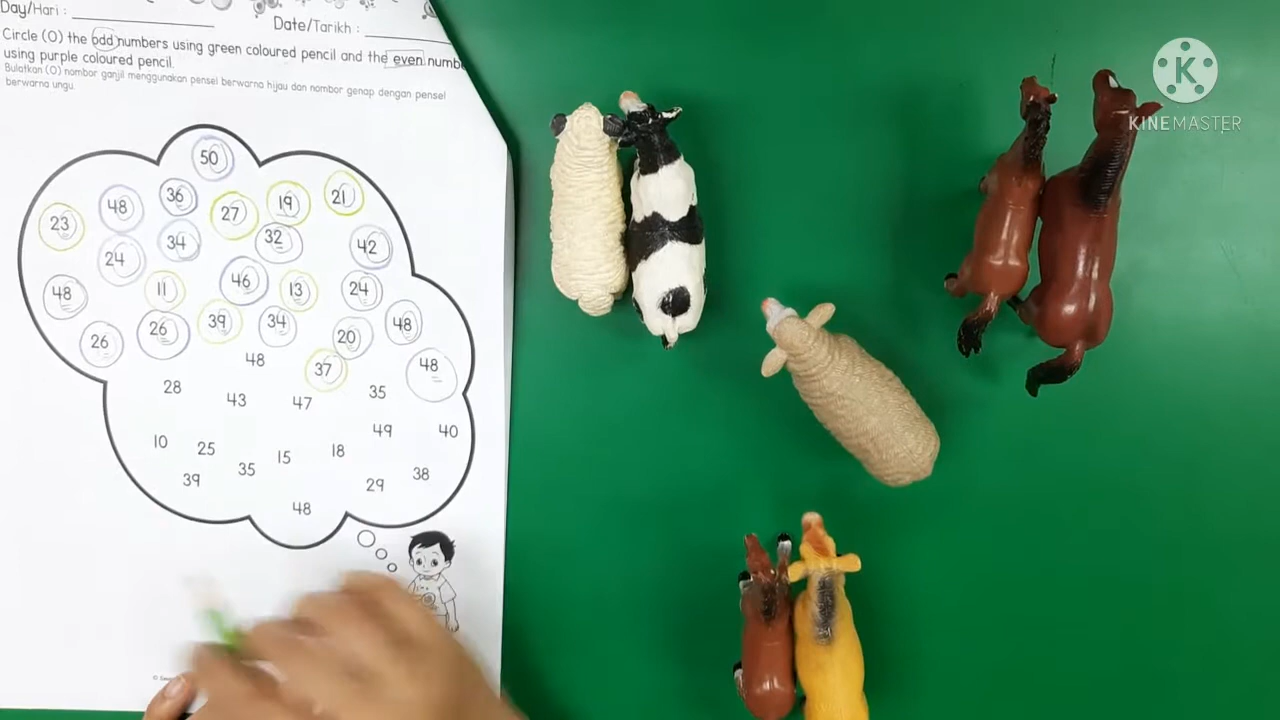 Day/Hari :
Date/Tarikh :
Circle (O) the odd numbers using green coloured pencil and the even
using purple coloured pencil.
Bulatkan (O) nombor ganjil menggunakan pensel berwarna hijau dan nombor genap dengan pensel
berwarna ungu.
50
23 48 36 27 19 21
24 34 32 42
48 11 46 13 24
26 26 39 34 20 48
48 37 48
28 43 47 35
10 25 15 18 49 40
39 35 29 38
48
K
KINEMASTER